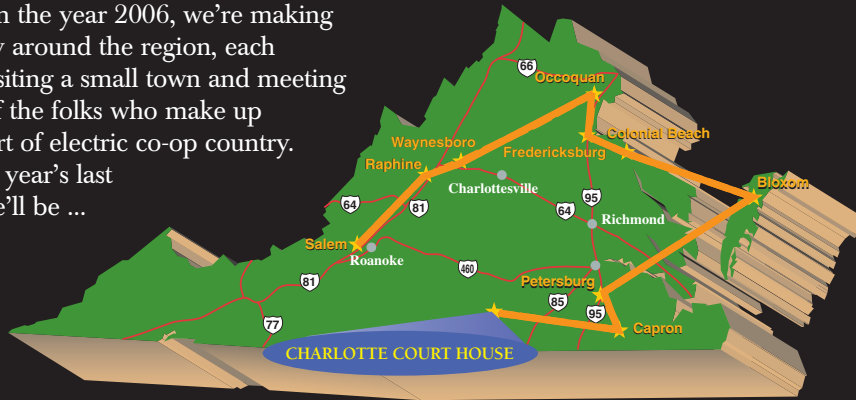 n the year 2006, we're making
y around the region, each
siting a small town and meeting
f the folks who make up
rt of electric co-op country.
year's last
e'll be ...
66
Occoquan
Colonial Beach
Fredericksburg
Waynesboro
Raphine
Charlottesville
Bloxom
64
81
64
95
Richmond
Salem
Roanoke
460
81
Petersburg
85
95
77
Capron
CHARLOTTE COURT HOUSE